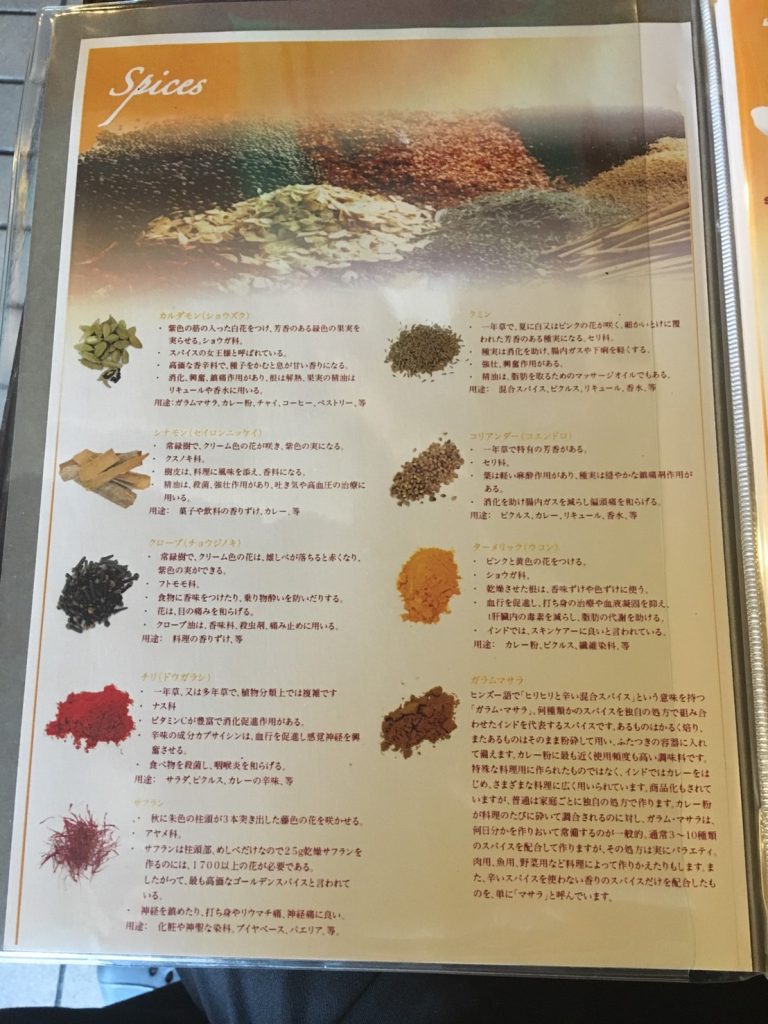 Spices
カルダモン(ショウズク)
・ 紫色の筋の入った白花をつけ、芳香のある緑色の果実を
実らせる。ショウガ科。
・ スパイスの女王様と呼ばれている。
・ 高価な香辛料で、種子をかむと息が甘い香りになる。
・ 消化、興奮、鎮痛作用があり、根は解熱、果実の精油は
リキュールや香水に用いる。
用途:ガラムマサラ、カレー粉、チャイ、コーヒー、ペストリー、等
シナモン(セイロンニッケイ)
・ 常緑樹で、クリーム色の花が咲き、紫色の実になる。
・ クスノキ科。
・ 樹皮は、料理に風味を添え、香料になる。
・ 精油は、殺菌、強壮作用があり、吐き気や高血圧の治療に
用いる。
用途: 菓子や飲料の香りずけ、カレー、等
クローブ(チョウジノキ)
・ 常緑樹で、クリーム色の花は、雄しべが落ちると赤くなり、
紫色の実ができる。
・ フトモモ科。
・ 食物に香味をつけたり、乗り物酔いを防いだりする。
・ 花は、目の痛みを和らげる。
・ クローブ油は、香味料、殺虫剤、痛み止めに用いる。
用途: 料理の香りずけ、等
チリ(ドウガラシ)
・ 一年草、又は多年草で、植物分類上では複雑です
・ ナス科
・ ビタミンCが豊富で消化促進作用がある。
・ 辛味の成分カプサイシンは、血行を促進し感覚神経を興
奮させる。
・ 食べ物を殺菌し、咽喉炎を和らげる。
用途: サラダ、ピクルス、カレーの辛味、等
サフラン
・ 秋に朱色の柱頭が3本突き出した藤色の花を咲かせる。
・ アヤメ科。
・ サフランは柱頭部、めしべだけなので25g乾燥サフランを
作るのには、1700以上の花が必要である。
したがって、最も高価なゴールデンスパイスと言われて
いる。
・ 神経を鎮めたり、打ち身やリウマチ痛、神経痛に良い。
用途: 化粧や神聖な染料。ブイヤベース、パエリア、等。
クミン
・ 一年草で、夏に白又はピンクの花が咲く。細かいとげに覆
われた芳香のある種実になる。セリ科。
・ 種実は消化を助け、腸内ガスや下痢を軽くする。
・ 強壮、興奮作用がある。
・ 精油は、脂肪を取るためのマッサージオイルでもある。
用途: 混合スパイス、ピクルス、リキュール、香水、等
コリアンダー(コエンドロ)
・ 一年草で特有の芳香がある。
・ セリ科。
・ 葉は軽い麻酔作用があり、種実は穏やかな鎮痛剤作用が
ある。
・ 消化を助け腸内ガスを減らし偏頭痛を和らげる。
用途: ピクルス、カレー、リキュール、香水、等
ターメリック(ウコン)
・ ピンクと黄色の花をつける。
・ ショウガ科。
・ 乾燥させた根は、香味ずけや色ずけに使う。
・ 血行を促進し、打ち身の治療や血液凝固を抑え、
t肝臓内の毒素を減らし、脂肪の代謝を助ける。
・ インドでは、スキンケアーに良いと言われている。
用途: カレー粉、ピクルス、繊維染料、等
ガラムマサラ
ヒンズー語で「ヒリヒリと辛い混合スパイス」という意味を持つ
「ガラム・マサラ」。何種類かのスパイスを独自の処方で組み合
わせたインドを代表するスパイスです。あるものはかるく焙り、
またあるものはそのまま粉砕して用い、ふたつきの容器に入れ
て備えます。カレー粉に最も近く使用頻度も高い調味料です。
特殊な料理用に作られたものではなく、インドではカレーをは
じめ、さまざまな料理に広く用いられています。商品化もされて
いますが、普通は家庭ごとに独自の処方で作ります。カレー粉
が料理のたびに砕いて調合されるのに対し、ガラム・マサラは、
何日分かを作りおいて常備するのが一般的。通常3~10種類
のスパイスを配合して作りますが、その処方は実にバラエティ。
肉用、魚用、野菜用など料理によって作りかえたりもします。ま
た、辛いスパイスを使わない香りのスパイスだけを配合したも
のを、単に「マサラ」と呼んでいます。